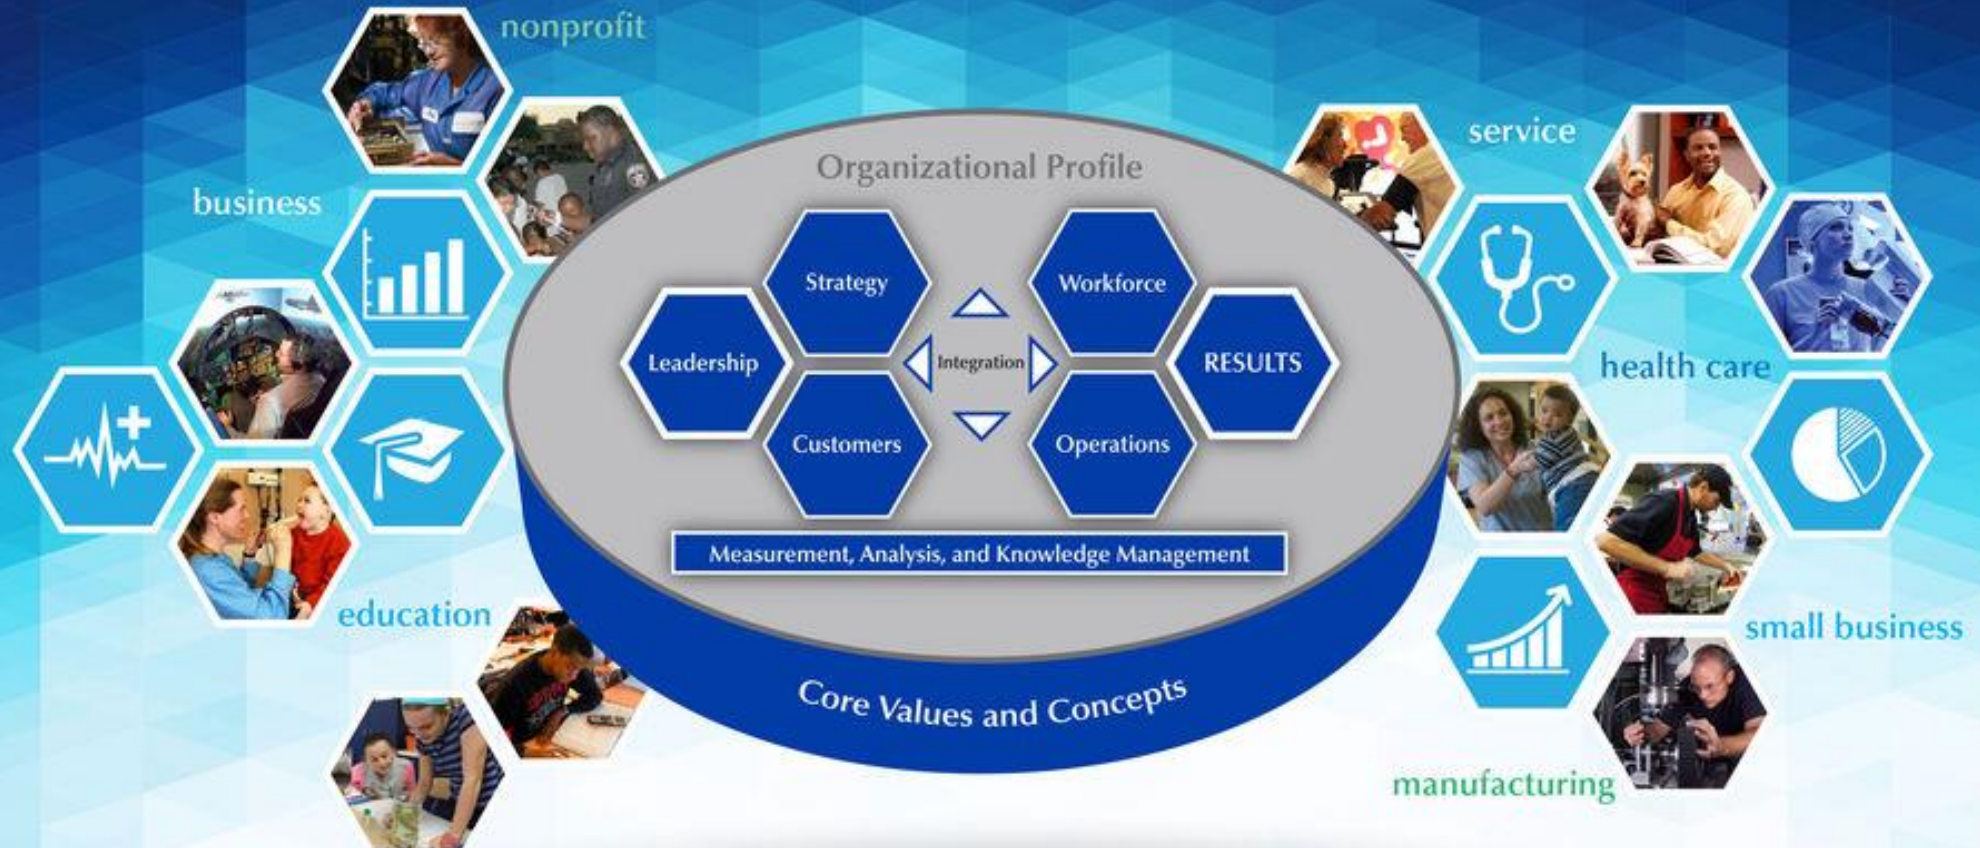 nonprofit
business
service
Organizational Profile
Strategy
Workforce
Leadership
Integration
RESULTS
health care
Customers
Operations
Measurement, Analysis, and Knowledge Management
education
small business
Core Values and Concepts
manufacturing